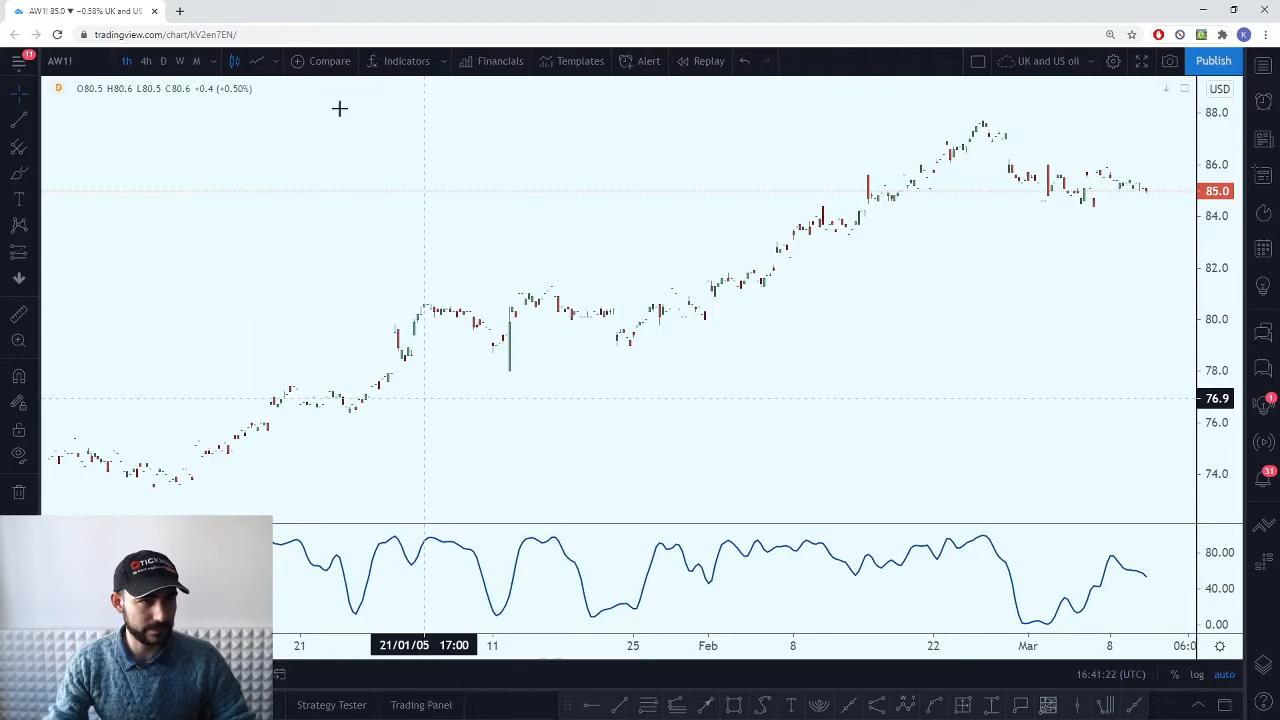 AW1! 85.0 ▼ −0.58% UK and US
tradingview.com/chart/kV2en7EN/
K
11
AW1!
1h 4h D W M
Compare
Indicators
Financials
Templates
Alert
Replay
UK and US oil
Publish
D
O80.5 H80.6 L80.5 C80.6 +0.4 (+0.50%)
USD
88.0
86.0
85.0
84.0
82.0
80.0
78.0
76.9
76.0
74.0
1
31
80.00
40.00
0.00
TICKMILL
21
21/01/05 17:00
11
25
Feb
8
22
Mar
8
06:0
16:41:22 (UTC)
%
log
auto
Strategy Tester
Trading Panel